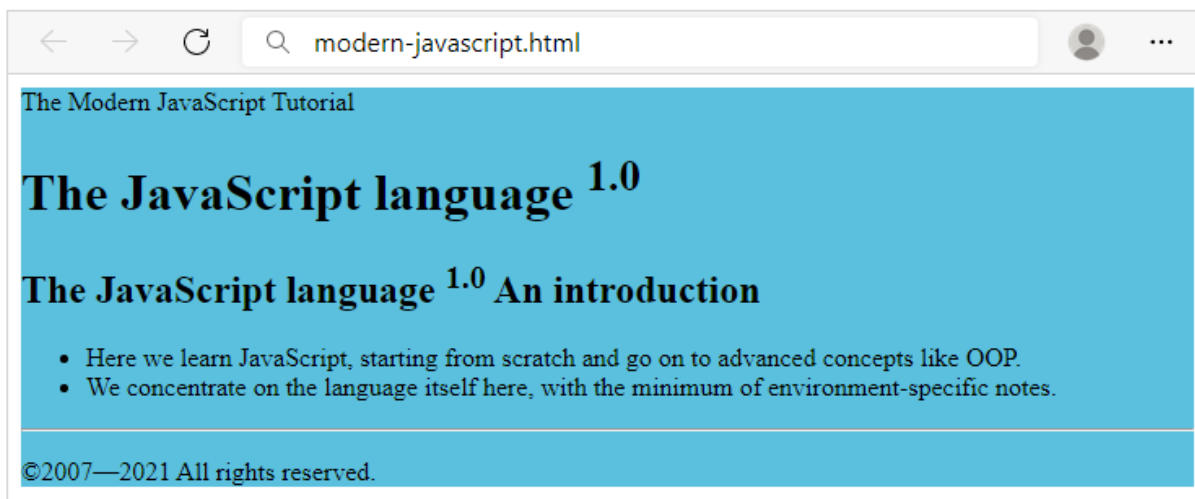 modern-javascript.html
The Modern JavaScript Tutorial
The JavaScript language 1.0
The JavaScript language 1.0 An introduction
• Here we learn JavaScript, starting from scratch and go on to advanced concepts like OOP.
• We concentrate on the language itself here, with the minimum of environment-specific notes.
©2007—2021 All rights reserved.